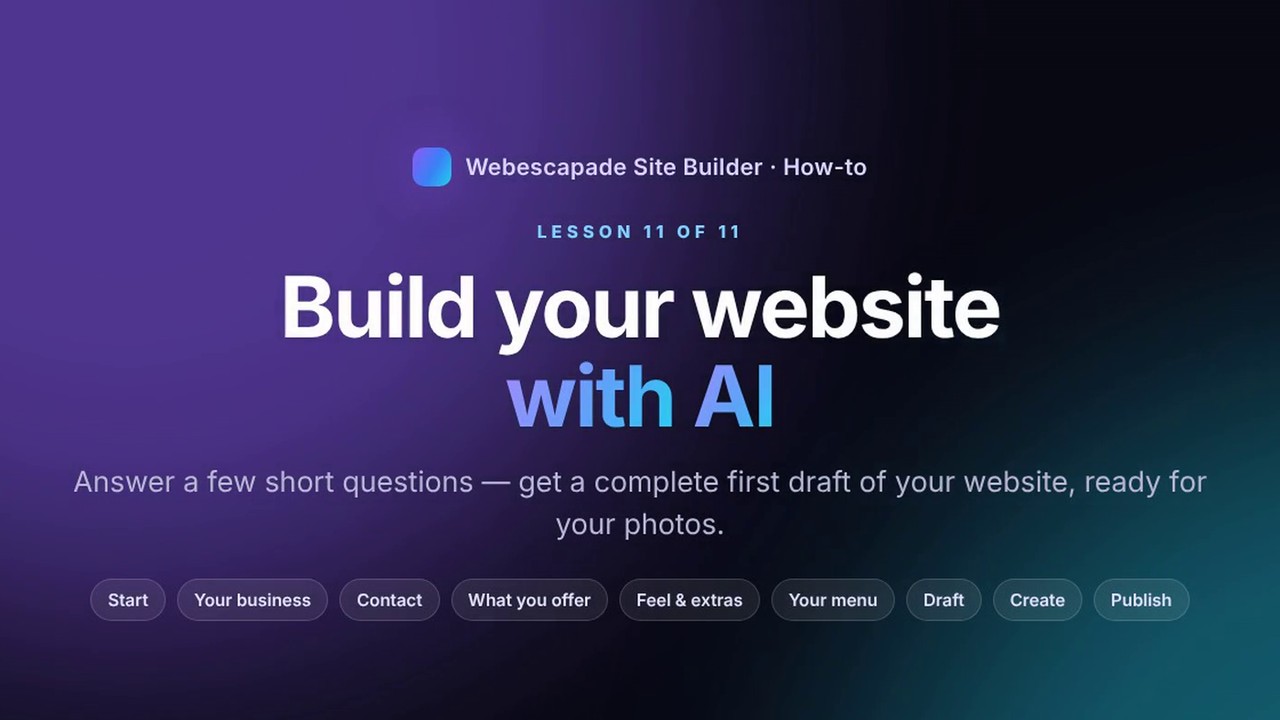 Webescapade Site Builder · How-to
LESSON 11 OF 11
Build your website
with AI
Answer a few short questions — get a complete first draft of your website, ready for
your photos.
Start Your business Contact What you offer Feel & extras Your menu Draft Create Publish